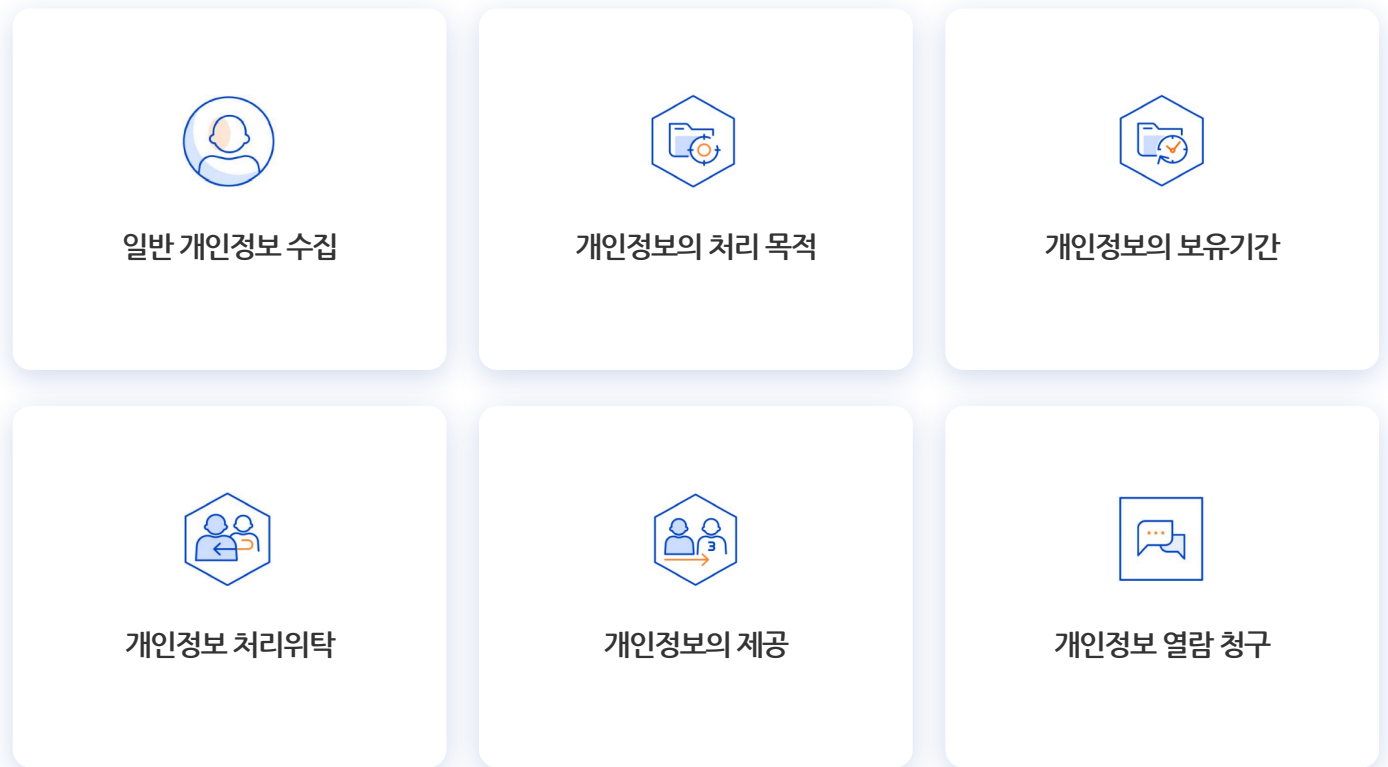 일반 개인정보 수집
개인정보의 처리 목적
개인정보의 보유기간
개인정보 처리위탁
3
개인정보의 제공
개인정보 열람 청구